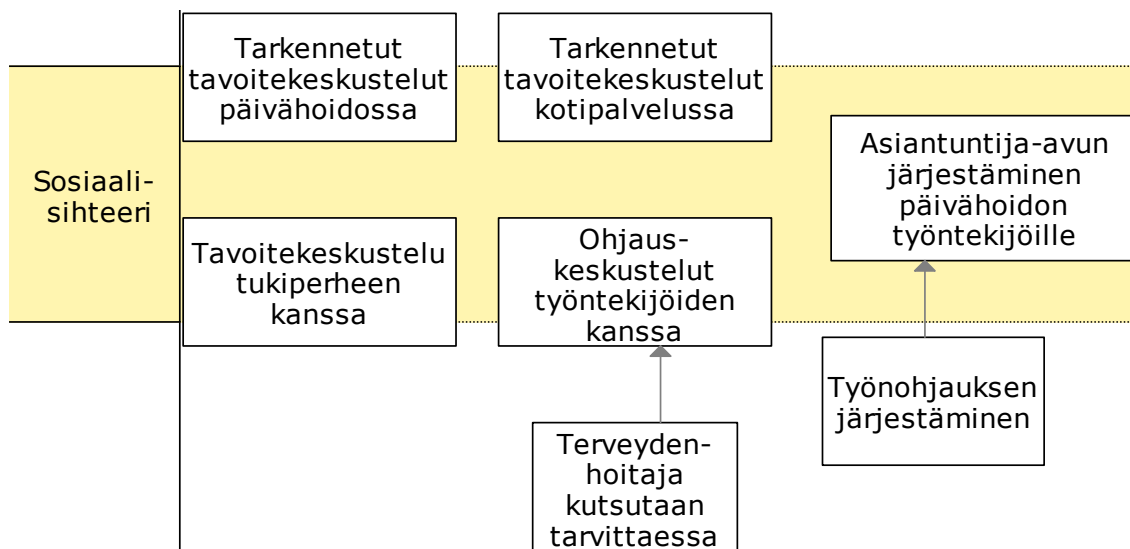 Sosiaali-
sihteeri
Tarkennetut
tavoitekeskustelut
päivähoidossa
Tarkennetut
tavoitekeskustelut
kotipalvelussa
Asiantuntija-avun
järjestäminen
päivähoidon
työntekijöille
Tavoitekeskustelu
tukiperheen
kanssa
Ohjaus-
keskustelut
työntekijöiden
kanssa
Työnohjauksen
järjestäminen
Terveyden-
hoitaja
kutsutaan
tarvittaessa